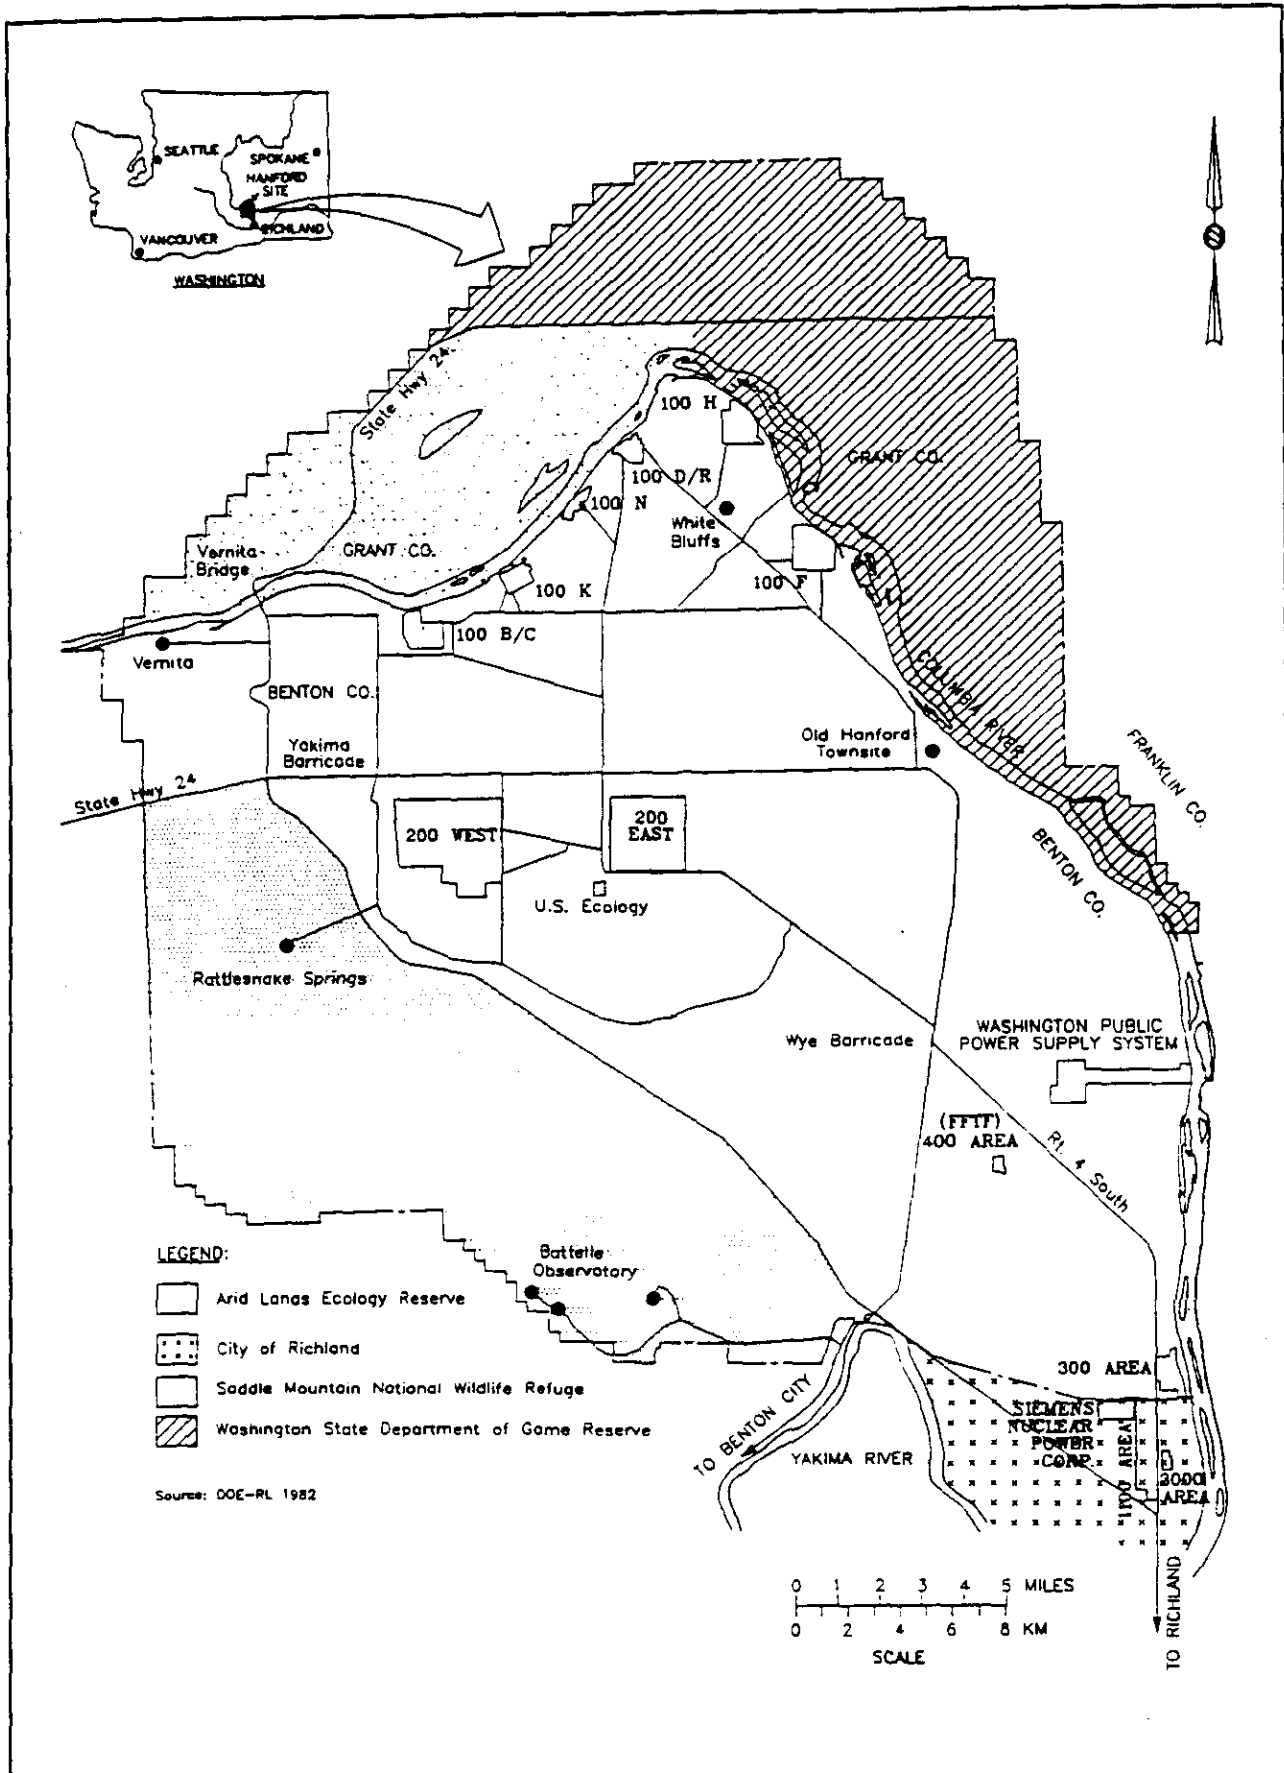 SEATTLE
SPOKANE
HANFORD
SITE
RICHLAND
VANCOUVER
WASHINGTON
State Hwy 24
100 H
GRANT CO.
100 D/R
100 N
White
Bluffs
Vernita
Bridge
GRANT CO.
100 K
100 F
100 B/C
Vernita
BENTON CO.
COLUMBIA RIVER
Yakima
Barricade
Old Hanford
Townsite
FRANKLIN CO.
State Hwy 24
200 WEST
200
EAST
BENTON CO.
U.S. Ecology
Rattlesnake Springs
Wye Barricade
WASHINGTON PUBLIC
POWER SUPPLY SYSTEM
(FFTF)
400 AREA
Rt. 4 South
LEGEND:
Arid Lands Ecology Reserve
City of Richland
Saddle Mountain National Wildlife Refuge
Washington State Department of Game Reserve
Source: DOE-RL 1982
Battelle
Observatory
300 AREA
SIEMENS
NUCLEAR
POWER
CORP.
1100 AREA
3000
AREA
TO BENTON CITY
YAKIMA RIVER
TO RICHLAND
0 1 2 3 4 5 MILES
0 2 4 6 8 KM
SCALE